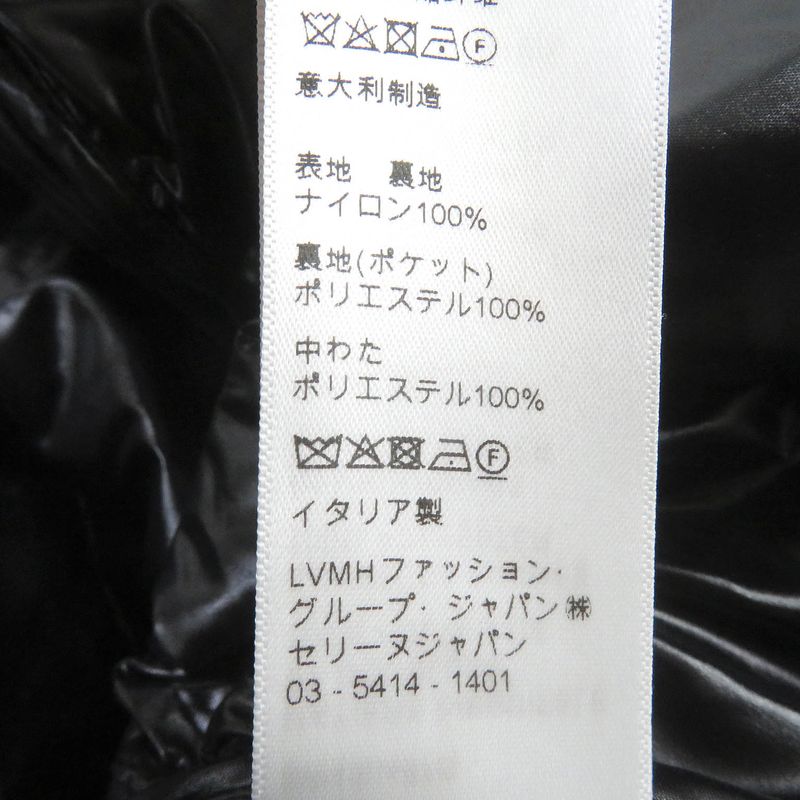 意大利制造
表地　裏地
ナイロン100%
裏地(ポケット)
ポリエステル100%
中わた
ポリエステル100%
F
イタリア製
LVMHファッション・
グループ・ジャパン㈱
セリーヌジャパン
03 - 5414 - 1401